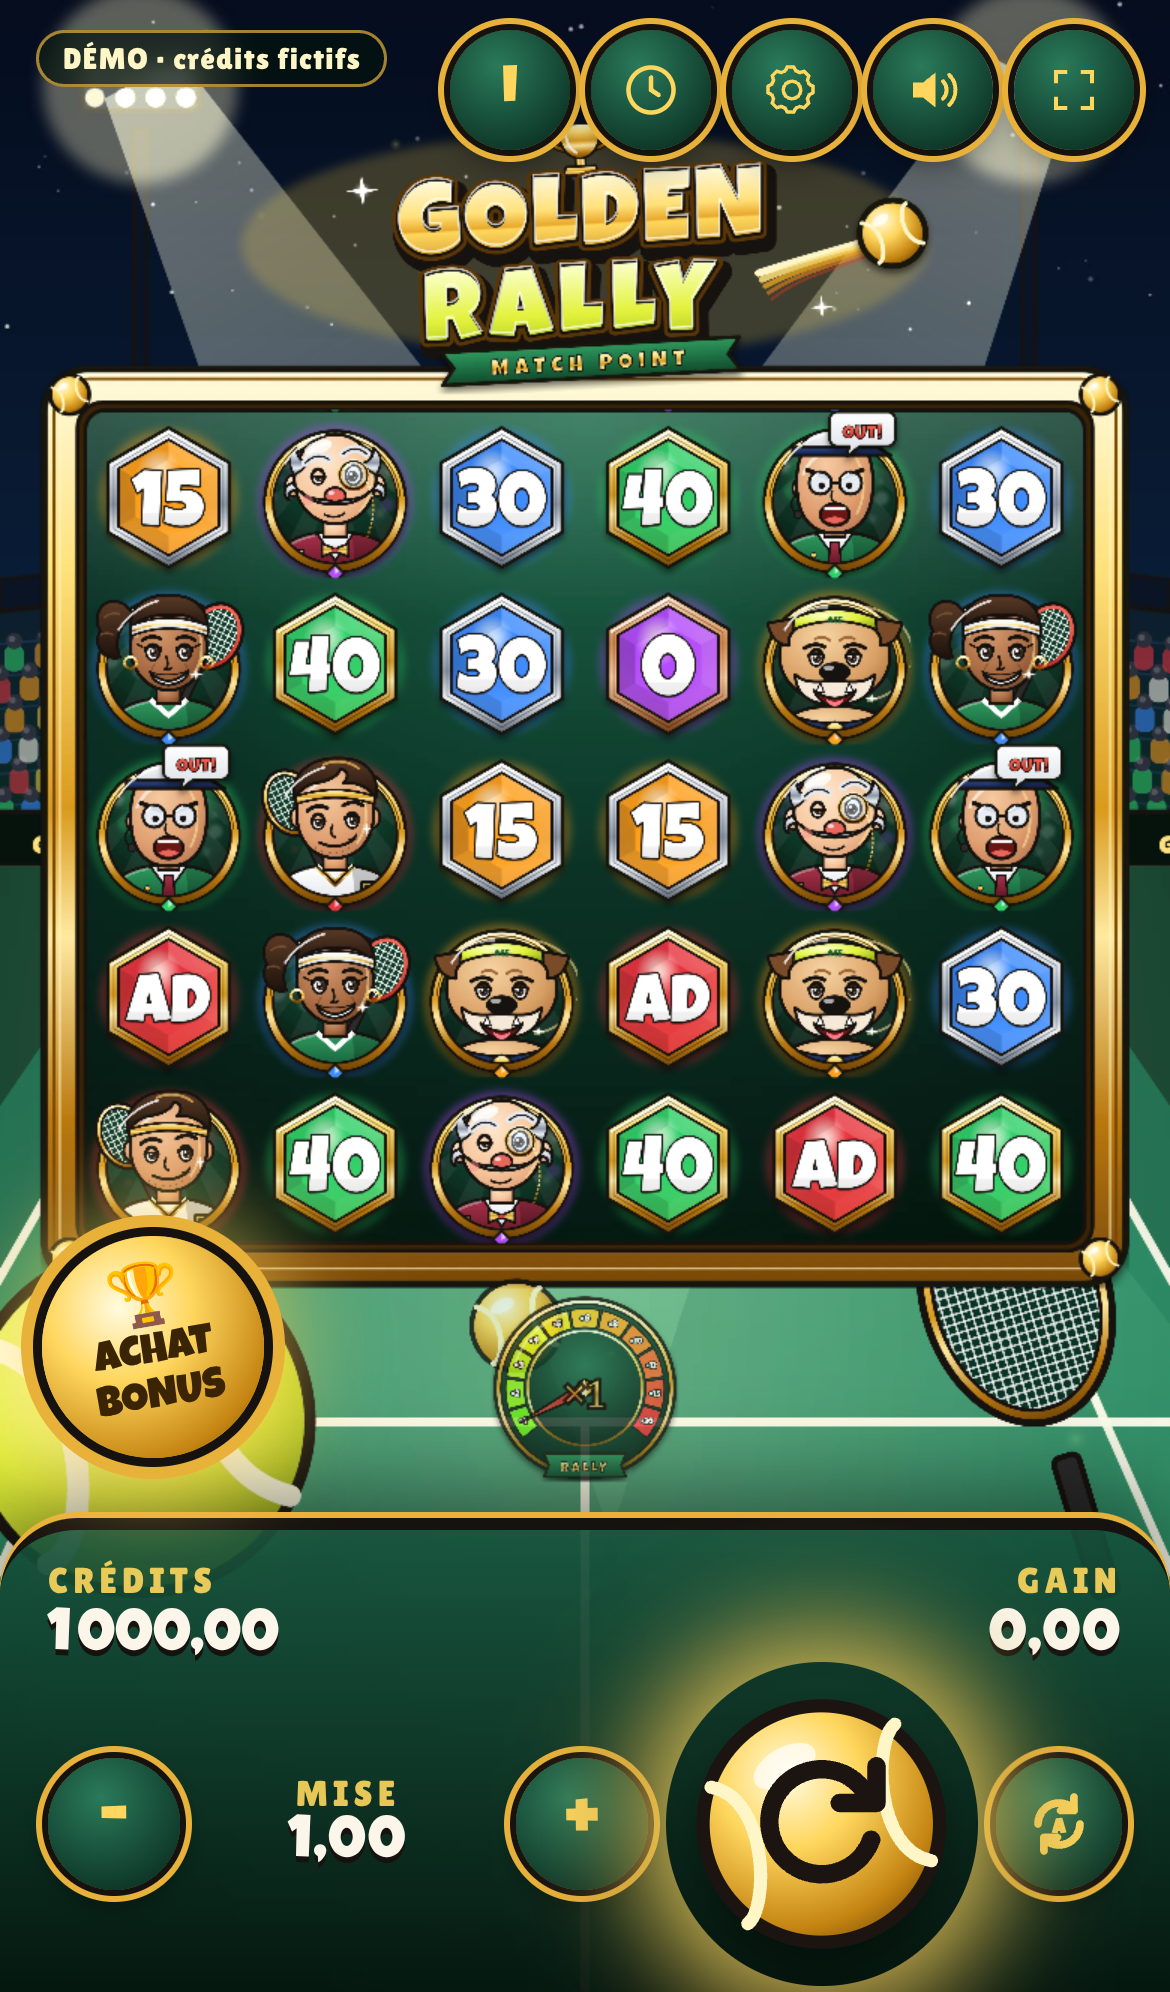 DÉMO · crédits fictifs
GOLDEN
RALLY
MATCH POINT
OUT!
15 30 40 30
40 30 0
OUT! OUT!
15 15
AD AD 30
40 40 AD 40
ACHAT
BONUS
×1
RALLY
CRÉDITS GAIN
1000,00 0,00
- MISE +
1,00
A